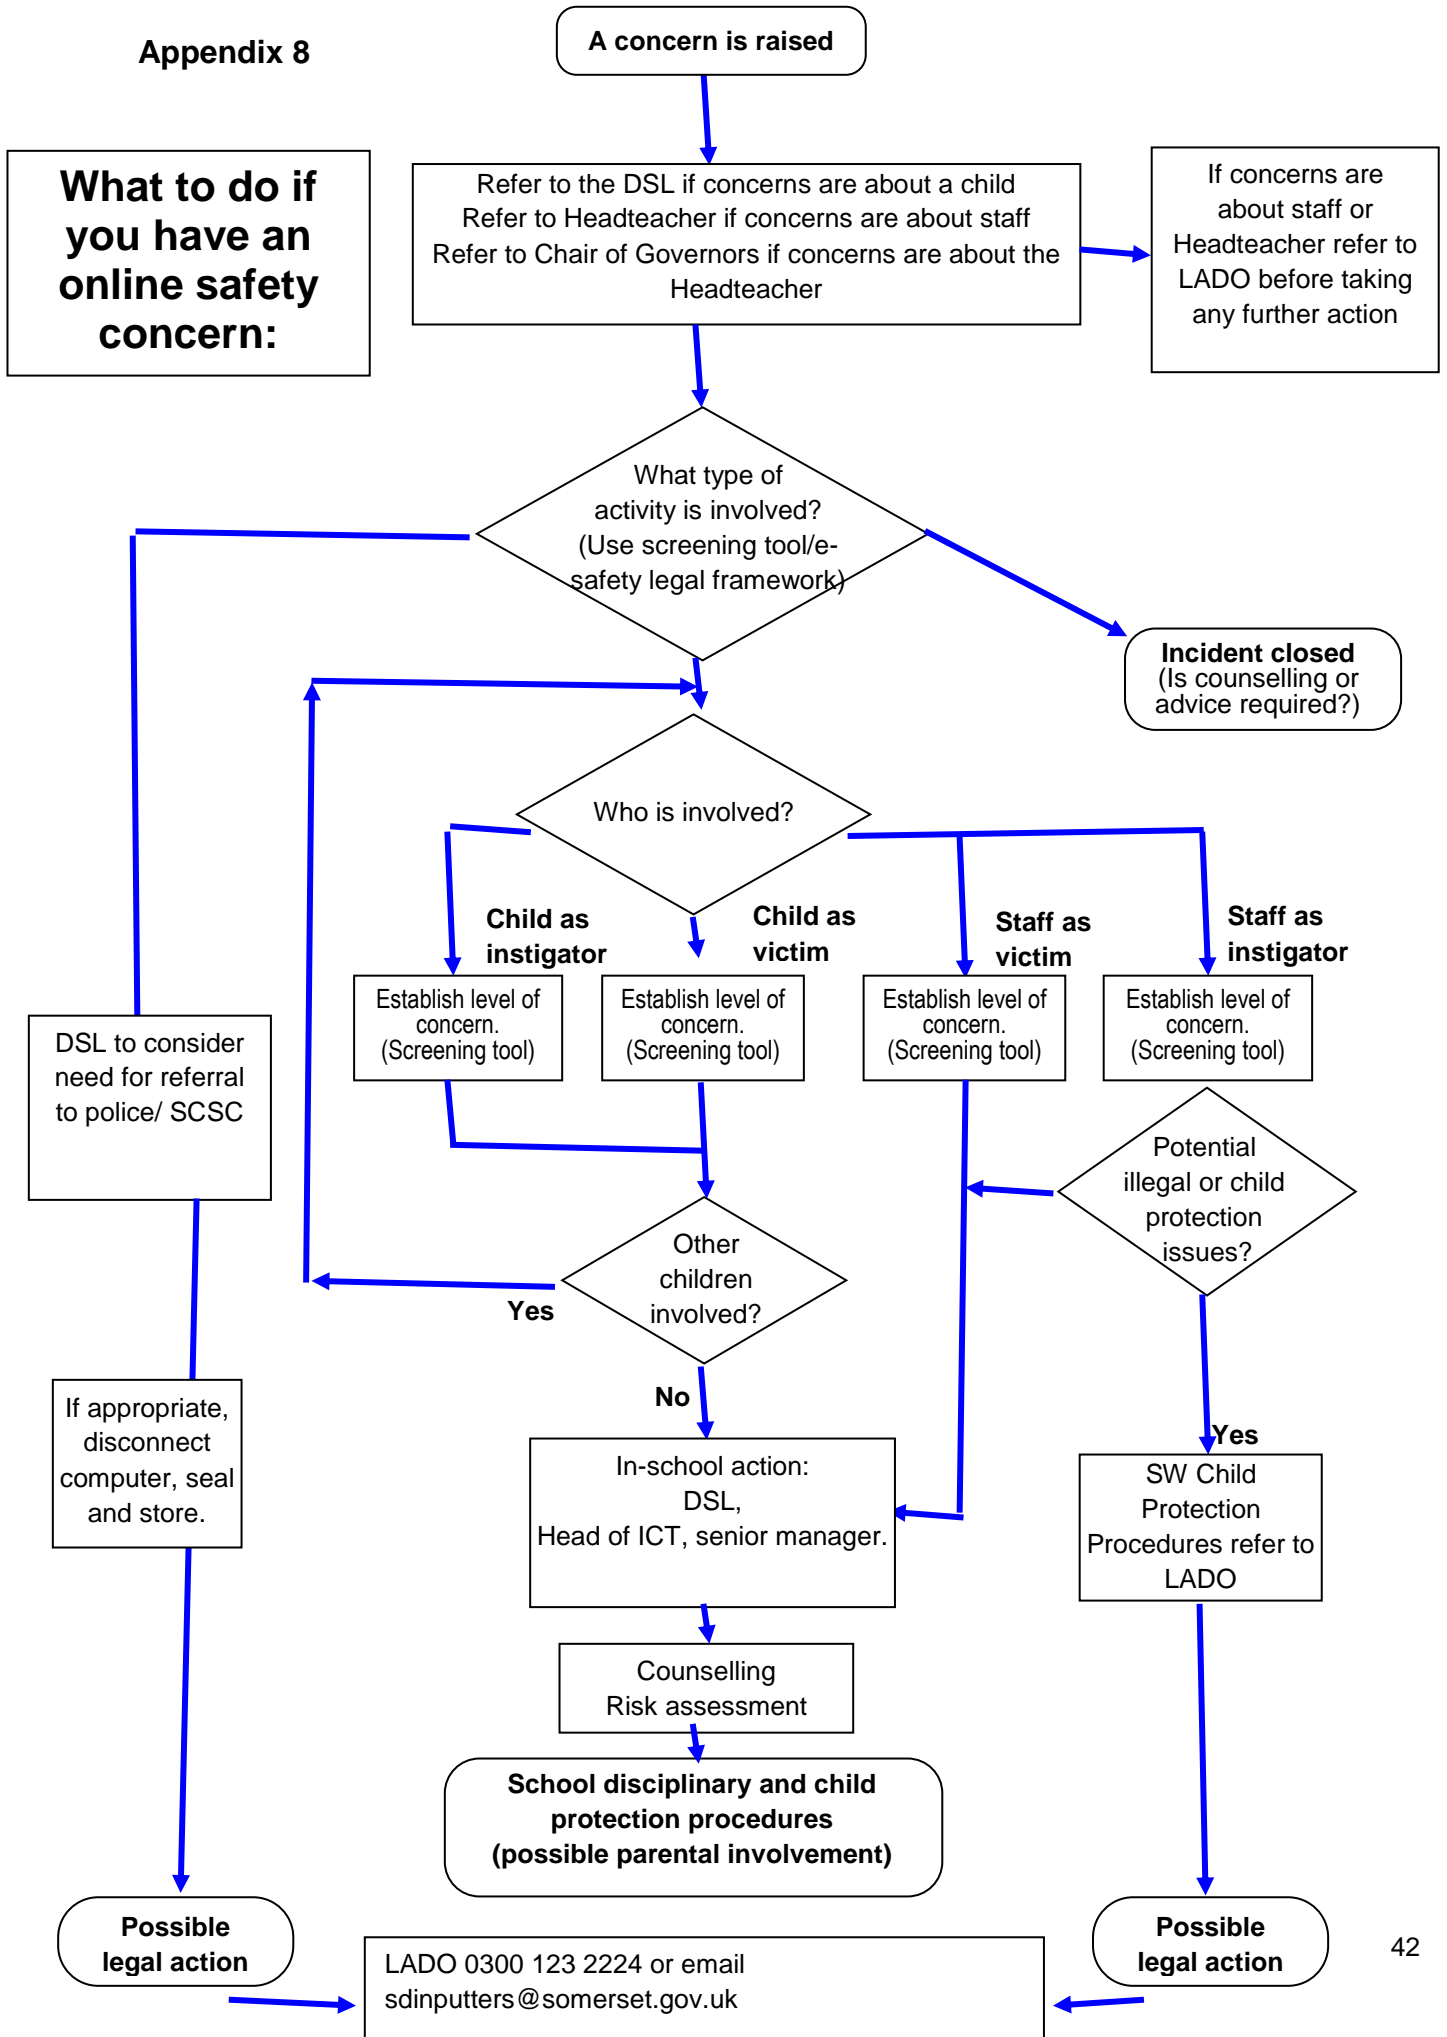 Appendix 8
A concern is raised
What to do if
you have an
online safety
concern:
Refer to the DSL if concerns are about a child
Refer to Headteacher if concerns are about staff
Refer to Chair of Governors if concerns are about the
Headteacher
If concerns are
about staff or
Headteacher refer to
LADO before taking
any further action
What type of
activity is involved?
(Use screening tool/e-
safety legal framework)
Incident closed
(Is counselling or
advice required?)
Who is involved?
Child as
instigator
Child as
victim
Staff as
victim
Staff as
instigator
Establish level of
concern.
(Screening tool)
Establish level of
concern.
(Screening tool)
Establish level of
concern.
(Screening tool)
Establish level of
concern.
(Screening tool)
DSL to consider
need for referral
to police/ SCSC
Potential
illegal or child
protection
issues?
Other
children
involved?
Yes
No
If appropriate,
disconnect
computer, seal
and store.
In-school action:
DSL,
Head of ICT, senior manager.
Yes
SW Child
Protection
Procedures refer to
LADO
Counselling
Risk assessment
School disciplinary and child
protection procedures
(possible parental involvement)
Possible
legal action
Possible
legal action
LADO 0300 123 2224 or email
sdinputters@somerset.gov.uk
42